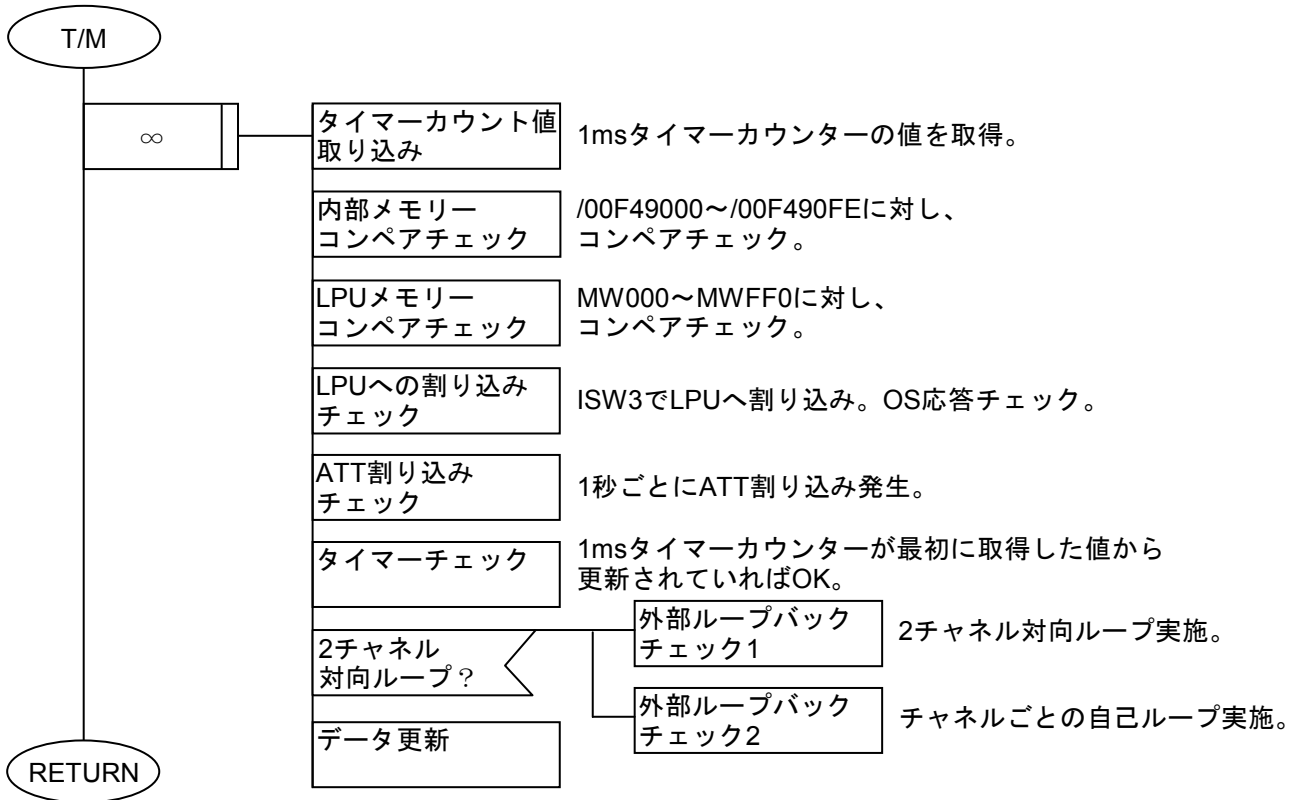 T/M
∞
タイマーカウント値
取り込み
1msタイマーカウンターの値を取得。
内部メモリー
コンペアチェック
/00F49000～/00F490FEに対し、
コンペアチェック。
LPUメモリー
コンペアチェック
MW000～MWFF0に対し、
コンペアチェック。
LPUへの割り込み
チェック
ISW3でLPUへ割り込み。OS応答チェック。
ATT割り込み
チェック
1秒ごとにATT割り込み発生。
タイマーチェック
1msタイマーカウンターが最初に取得した値から
更新されていればOK。
2チャネル
対向ループ？
外部ループバック
チェック1
2チャネル対向ループ実施。
外部ループバック
チェック2
チャネルごとの自己ループ実施。
データ更新
RETURN